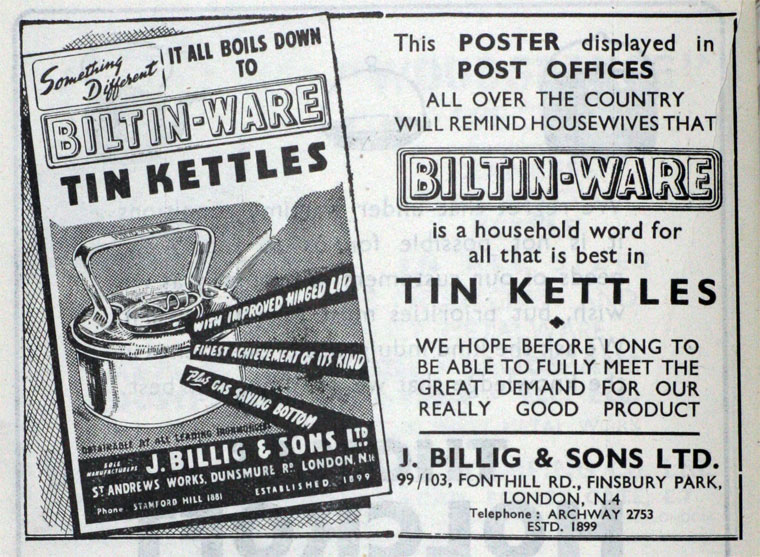 Something
Different
IT ALL BOILS DOWN
TO
BILTIN-WARE
TIN KETTLES
WITH IMPROVED HINGED LID
FINEST ACHIEVEMENT OF ITS KIND
Plus GAS SAVING BOTTOM
OBTAINABLE AT ALL LEADING IRONMONGERS
SOLE MANUFACTURERS J. BILLIG & SONS LTD.
ST ANDREWS WORKS, DUNSMURE RD LONDON, N.16
Phone STAMFORD HILL 1881 ESTABLISHED 1899
This POSTER displayed in
POST OFFICES
ALL OVER THE COUNTRY
WILL REMIND HOUSEWIVES THAT
BILTIN-WARE
is a household word for
all that is best in
TIN KETTLES
WE HOPE BEFORE LONG TO
BE ABLE TO FULLY MEET THE
GREAT DEMAND FOR OUR
REALLY GOOD PRODUCT
J. BILLIG & SONS LTD.
99/103, FONTHILL RD., FINSBURY PARK,
LONDON, N.4
Telephone: ARCHWAY 2753
ESTD. 1899